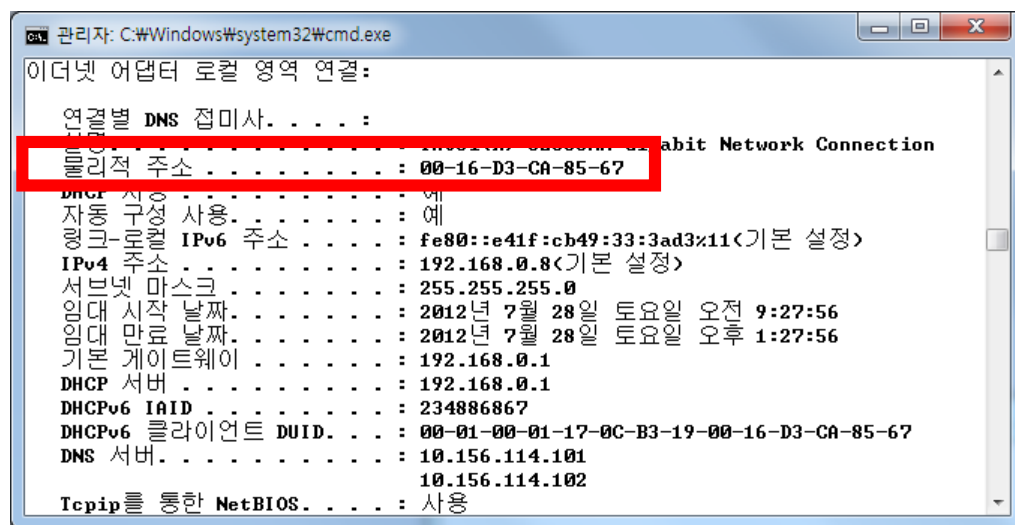 관리자: C:₩Windows₩system32₩cmd.exe
이더넷 어댑터 로컬 영역 연결:
연결별 DNS 접미사. . . . :
abit Network Connection
물리적 주소 . . . . . . . . : 00-16-D3-CA-85-67
DHCP 사용 . . . . . . . . . : 예
자동 구성 사용. . . . . . . : 예
링크-로컬 IPv6 주소 . . . . : fe80::e41f:cb49:33:3ad3%11(기본 설정)
IPv4 주소 . . . . . . . . . : 192.168.0.8(기본 설정)
서브넷 마스크 . . . . . . . : 255.255.255.0
임대 시작 날짜. . . . . . . : 2012년 7월 28일 토요일 오전 9:27:56
임대 만료 날짜. . . . . . . : 2012년 7월 28일 토요일 오후 1:27:56
기본 게이트웨이 . . . . . . : 192.168.0.1
DHCP 서버 . . . . . . . . . : 192.168.0.1
DHCPv6 IAID . . . . . . . . : 234886867
DHCPv6 클라이언트 DUID. . . : 00-01-00-01-17-0C-B3-19-00-16-D3-CA-85-67
DNS 서버. . . . . . . . . . : 10.156.114.101
10.156.114.102
Tcpip를 통한 NetBIOS. . . . : 사용